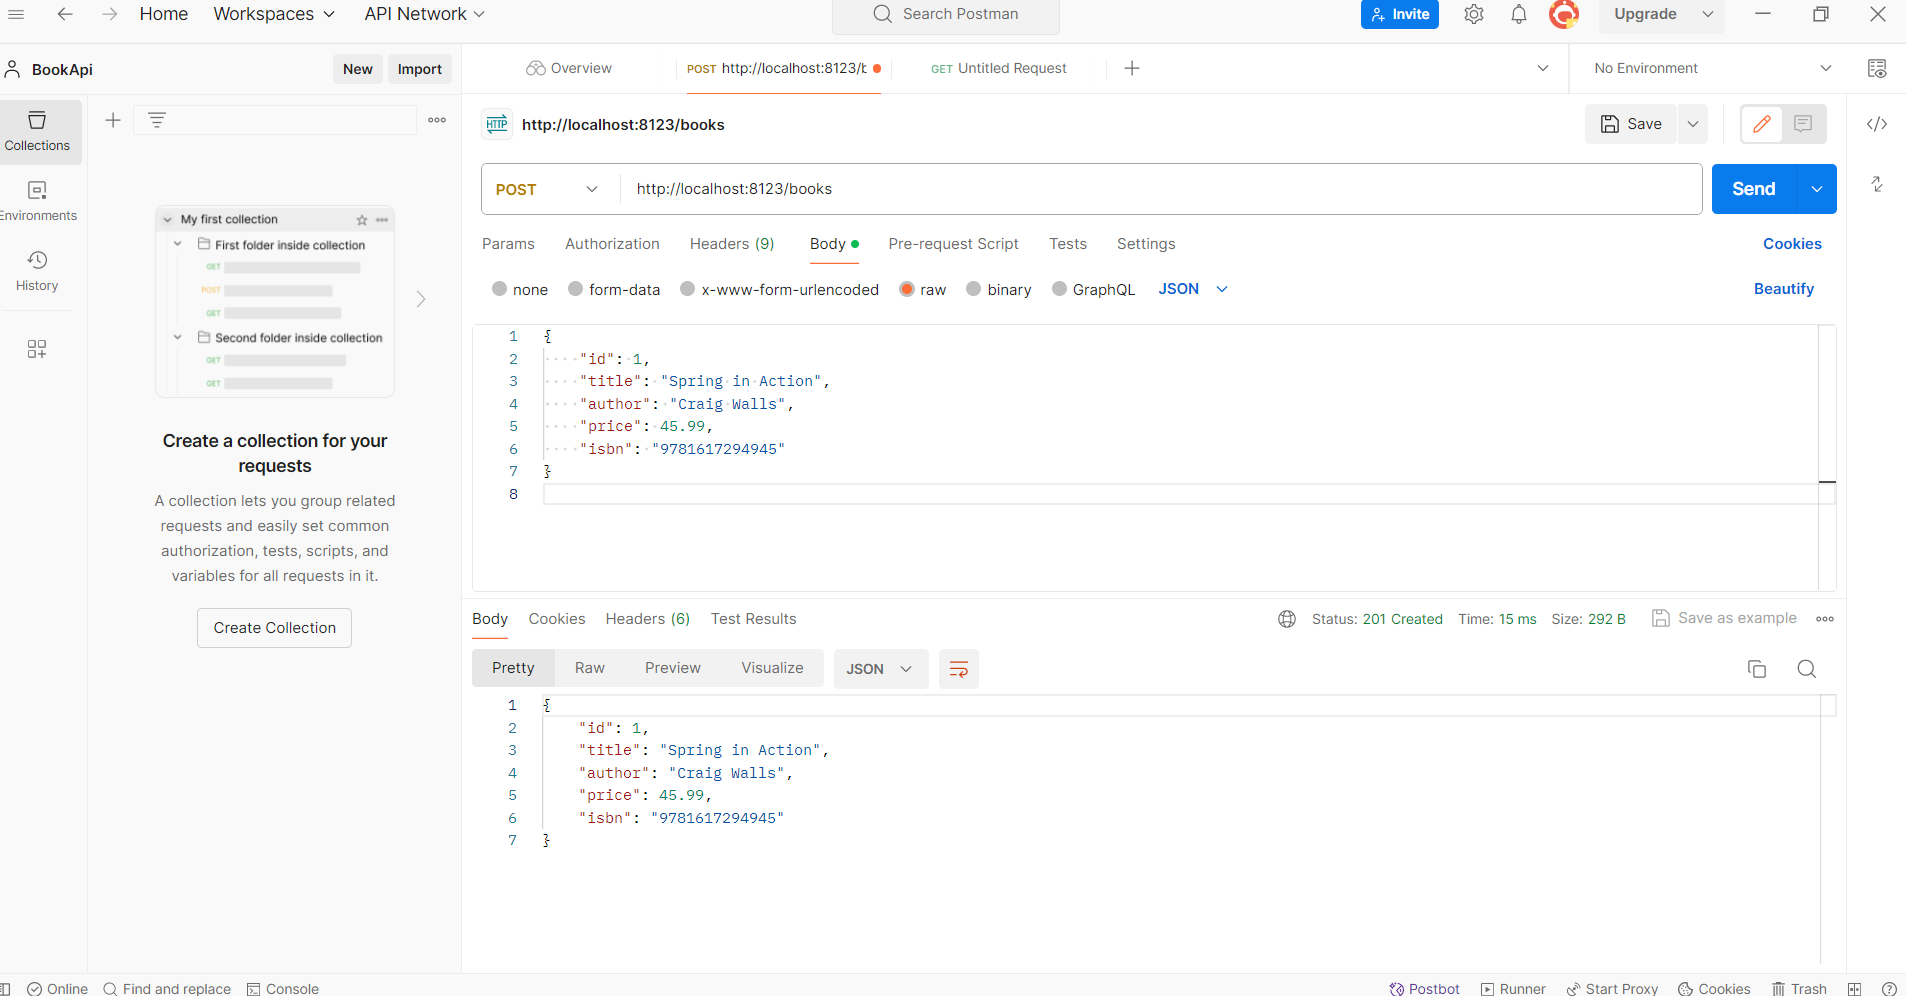 Home Workspaces API Network Search Postman Invite Upgrade
BookApi New Import
Overview POST http://localhost:8123/b GET Untitled Request No Environment
Collections
Environments
History
My first collection
First folder inside collection
GET
POST
GET
Second folder inside collection
GET
GET
Create a collection for your
requests
A collection lets you group related
requests and easily set common
authorization, tests, scripts, and
variables for all requests in it.
Create Collection
HTTP http://localhost:8123/books Save
POST http://localhost:8123/books Send
Params Authorization Headers (9) Body Pre-request Script Tests Settings Cookies
none form-data x-www-form-urlencoded raw binary GraphQL JSON Beautify
1 {
2 "id": 1,
3 "title": "Spring in Action",
4 "author": "Craig Walls",
5 "price": 45.99,
6 "isbn": "9781617294945"
7 }
8
Body Cookies Headers (6) Test Results Status: 201 Created Time: 15 ms Size: 292 B Save as example
Pretty Raw Preview Visualize JSON
1 {
2 "id": 1,
3 "title": "Spring in Action",
4 "author": "Craig Walls",
5 "price": 45.99,
6 "isbn": "9781617294945"
7 }
Online Find and replace Console Postbot Runner Start Proxy Cookies Trash